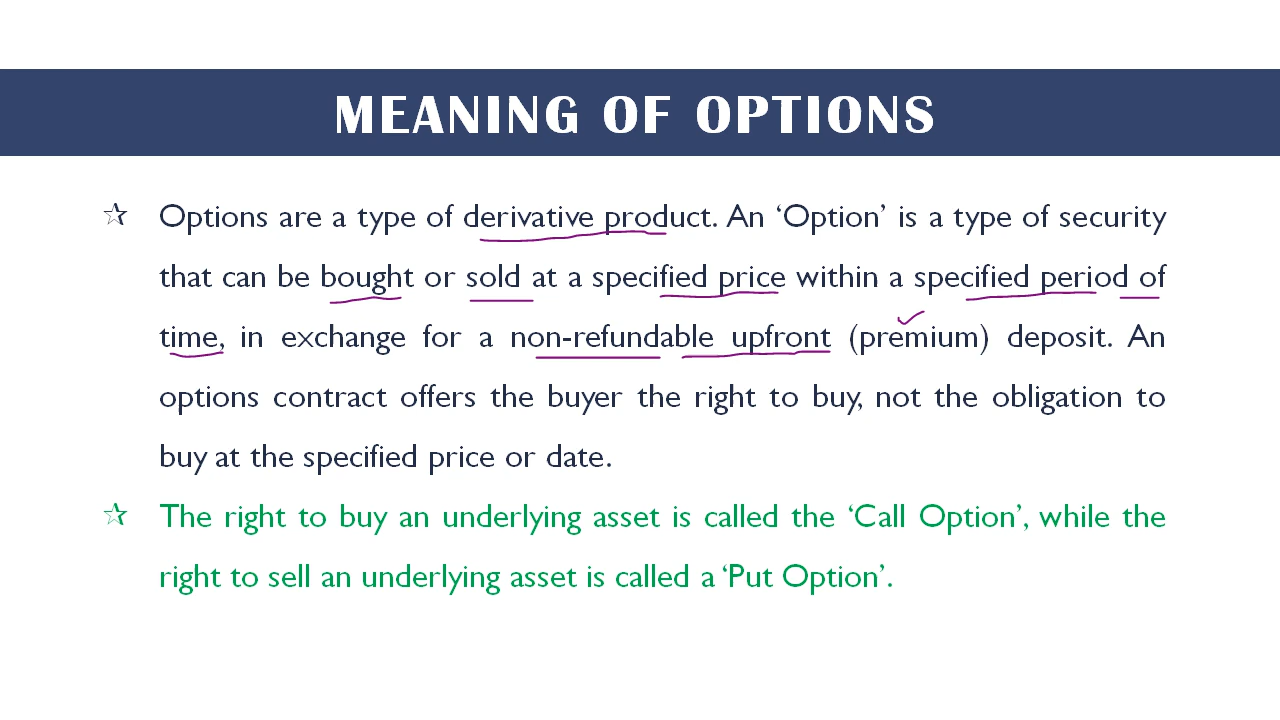 MEANING OF OPTIONS
☆ Options are a type of derivative product. An ‘Option’ is a type of security
that can be bought or sold at a specified price within a specified period of
time, in exchange for a non-refundable upfront (premium) deposit. An
options contract offers the buyer the right to buy, not the obligation to
buy at the specified price or date.
☆ The right to buy an underlying asset is called the ‘Call Option’, while the
right to sell an underlying asset is called a ‘Put Option’.